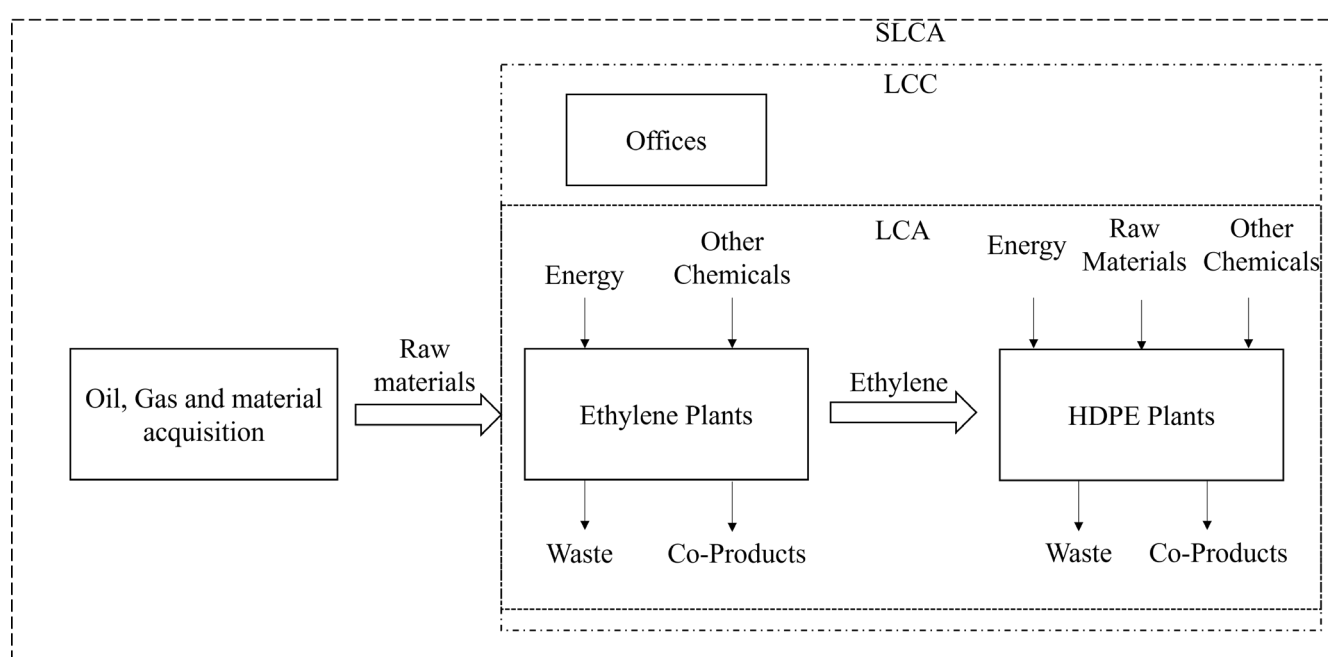 SLCA
LCC
Offices
LCA
Energy
Other
Chemicals
Energy
Raw
Materials
Other
Chemicals
Oil, Gas and material
acquisition
Raw
materials
Ethylene Plants
Ethylene
HDPE Plants
Waste
Co-Products
Waste
Co-Products